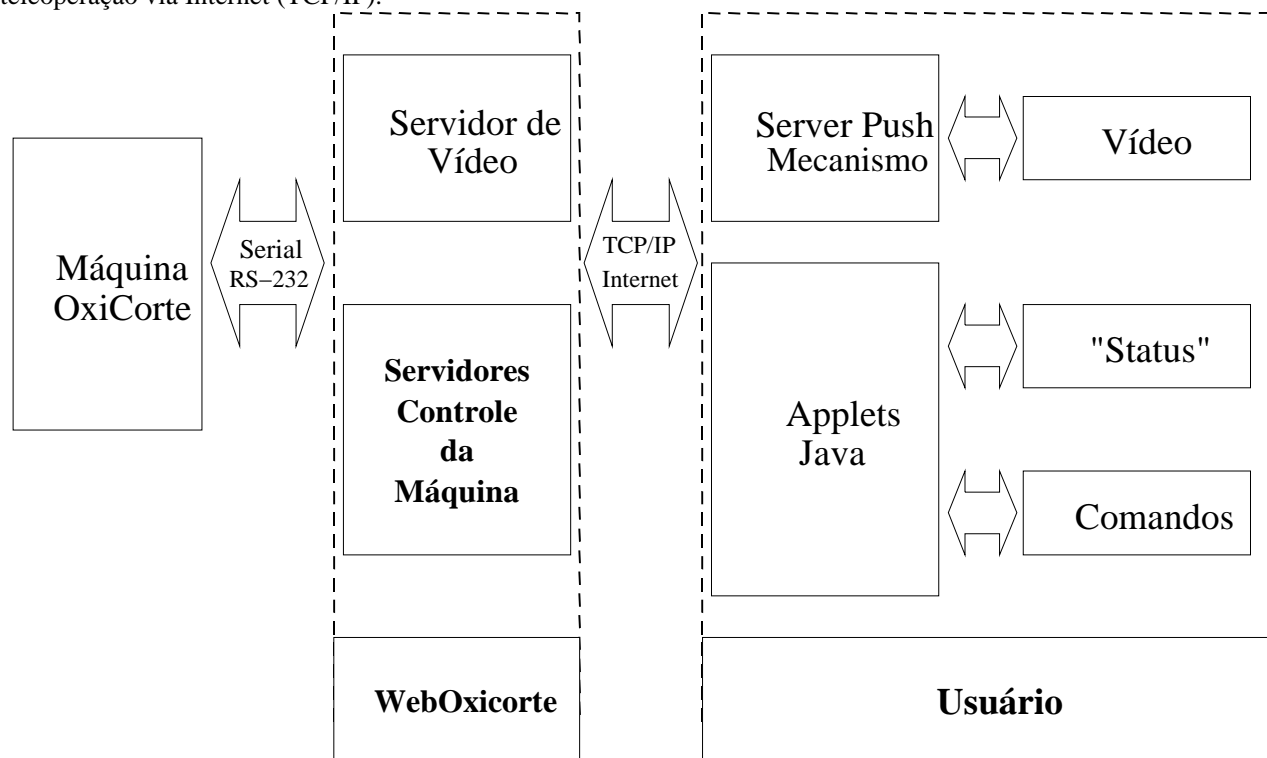 teleoperação via Internet (TCP/IP).
Servidor de
Vídeo
Server Push
Mecanismo
Vídeo
Máquina
OxiCorte
Serial
RS−232
TCP/IP
Internet
Servidores
Controle
da
Máquina
Applets
Java
"Status"
Comandos
WebOxicorte
Usuário